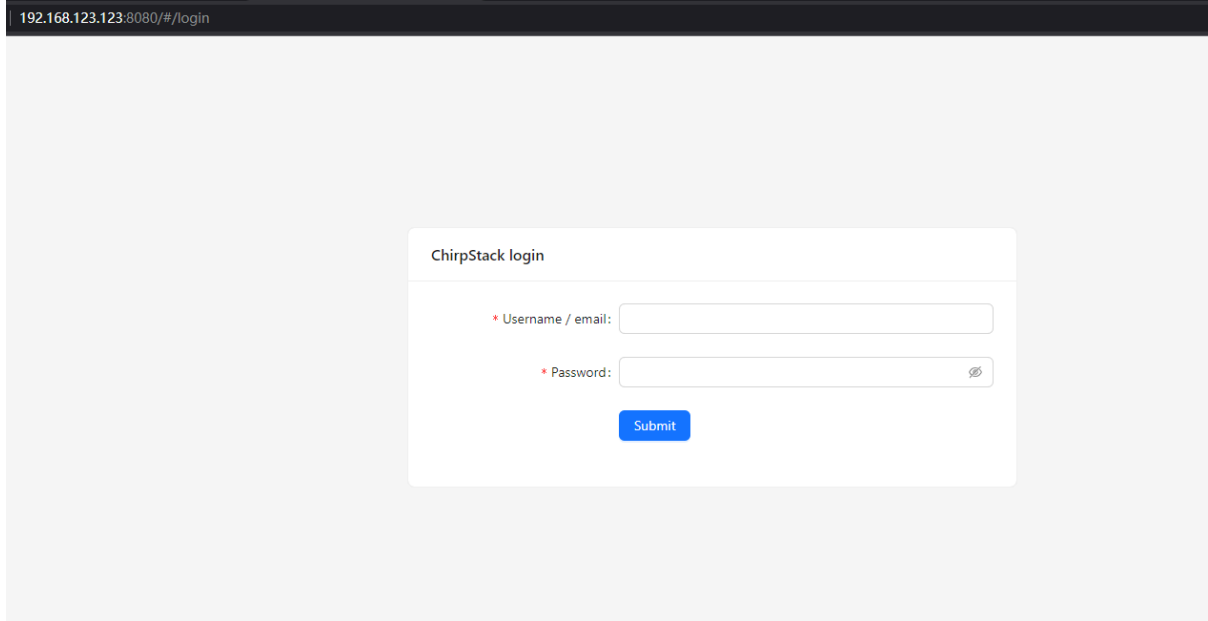 192.168.123.123:8080/#/login
ChirpStack login
* Username / email:
* Password:
Submit